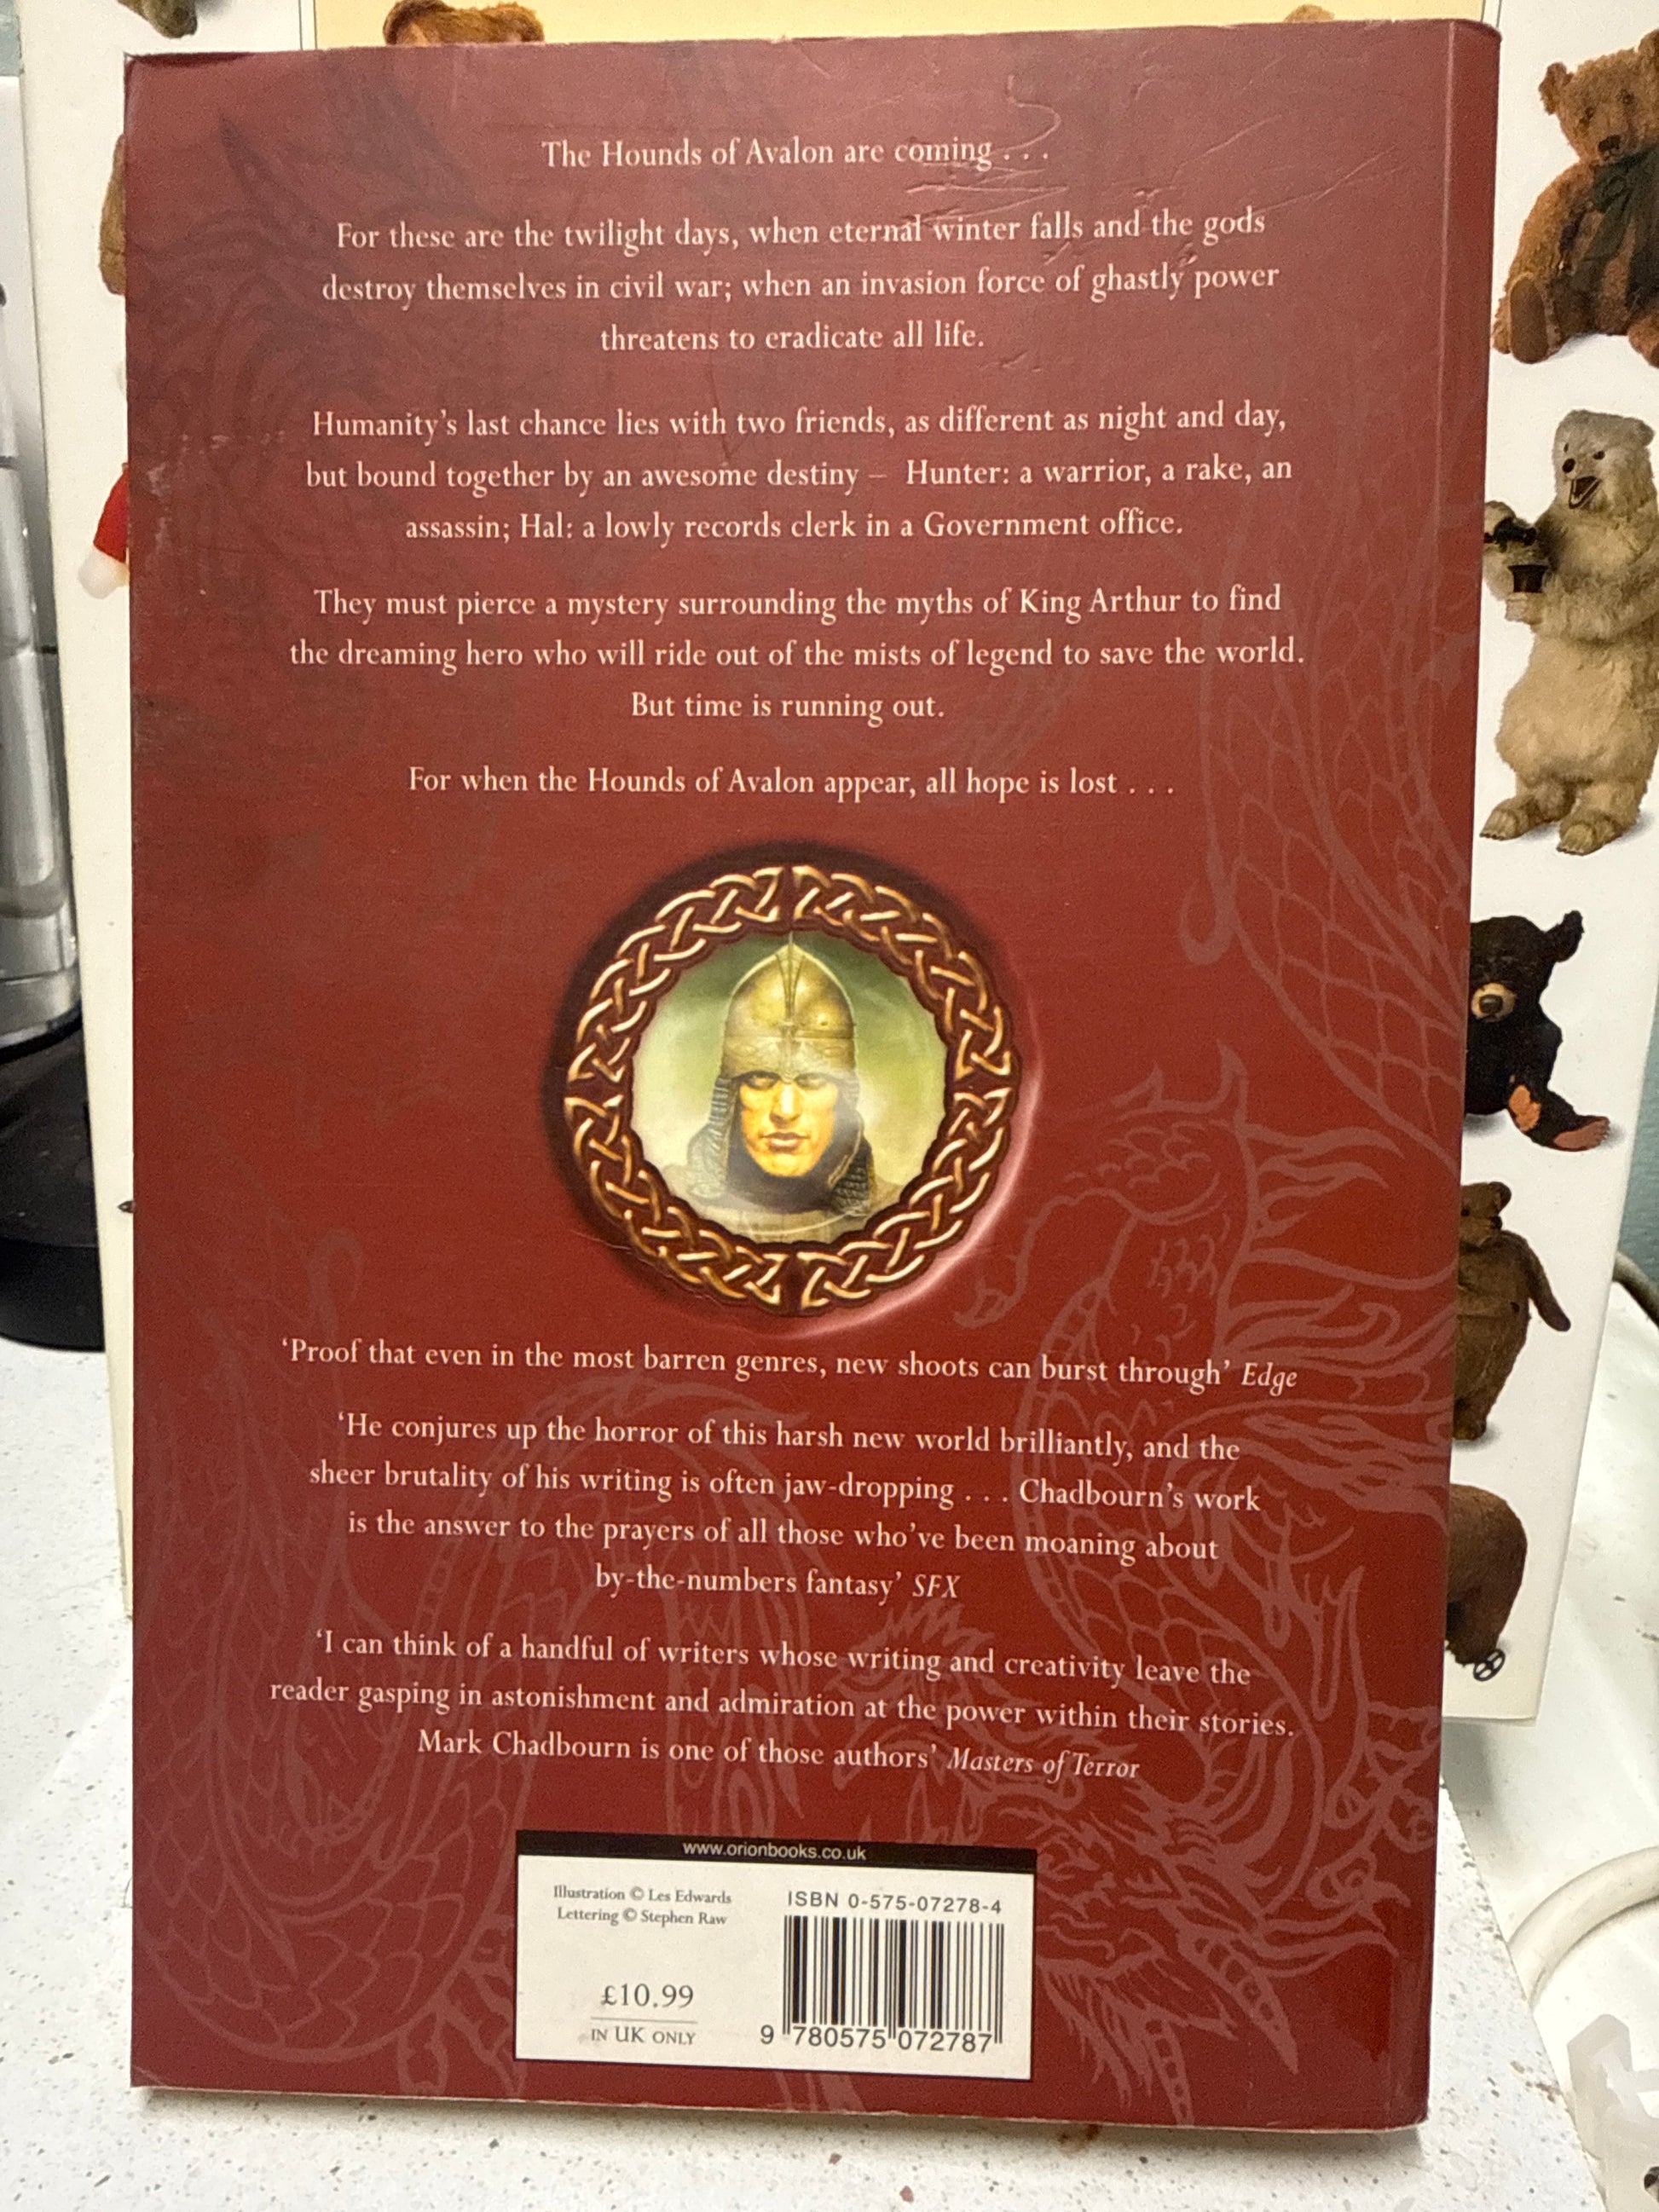 The Hounds of Avalon are coming . . .
For these are the twilight days, when eternal winter falls and the gods
destroy themselves in civil war; when an invasion force of ghastly power
threatens to eradicate all life.
Humanity's last chance lies with two friends, as different as night and day,
but bound together by an awesome destiny – Hunter: a warrior, a rake, an
assassin; Hal: a lowly records clerk in a Government office.
They must pierce a mystery surrounding the myths of King Arthur to find
the dreaming hero who will ride out of the mists of legend to save the world.
But time is running out.
For when the Hounds of Avalon appear, all hope is lost . . .
‘Proof that even in the most barren genres, new shoots can burst through’ Edge
‘He conjures up the horror of this harsh new world brilliantly, and the
sheer brutality of his writing is often jaw-dropping . . . Chadbourn's work
is the answer to the prayers of all those who've been moaning about
by-the-numbers fantasy’ SFX
‘I can think of a handful of writers whose writing and creativity leave the
reader gasping in astonishment and admiration at the power within their stories.
Mark Chadbourn is one of those authors’ Masters of Terror
www.orionbooks.co.uk
Illustration © Les Edwards
Lettering © Stephen Raw
ISBN 0-575-07278-4
£10.99
IN UK ONLY
9 780575 072787